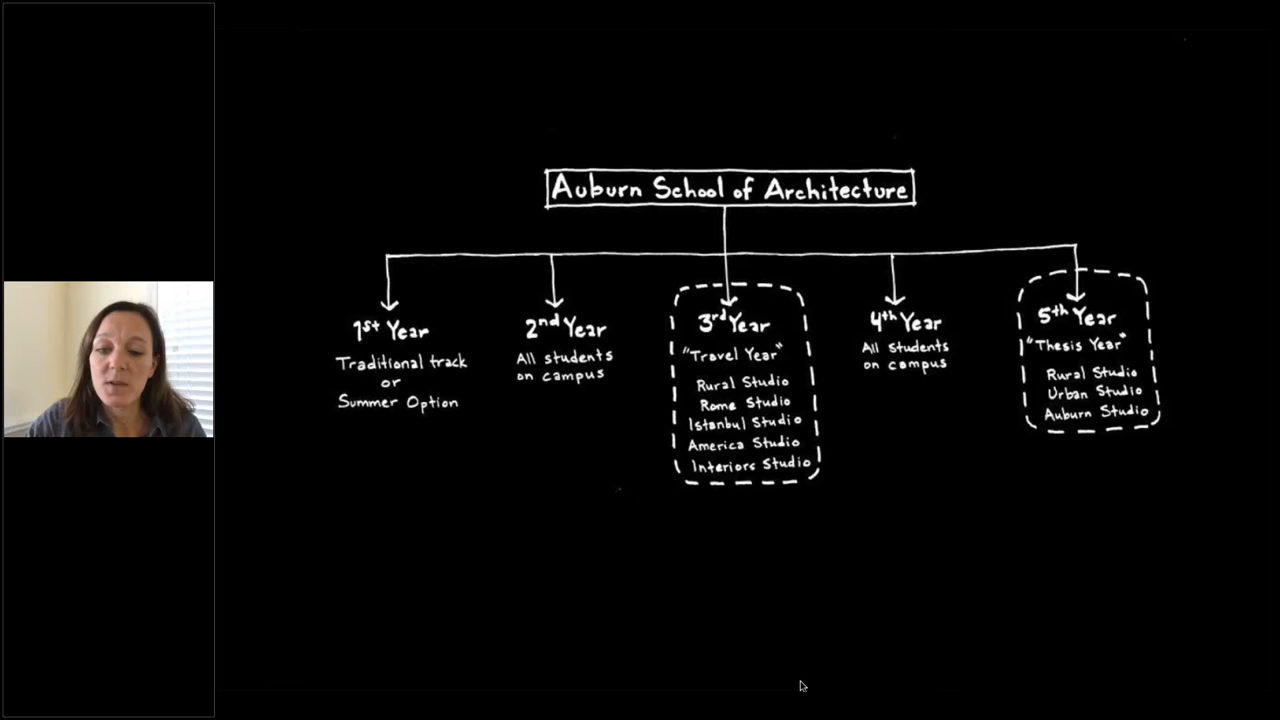 Auburn School of Architecture
1st Year
Traditional track
or
Summer Option
2nd Year
All students
on campus
3rd Year
"Travel Year"
Rural Studio
Rome Studio
Istanbul Studio
America Studio
Interiors Studio
4th Year
All students
on campus
5th Year
"Thesis Year"
Rural Studio
Urban Studio
Auburn Studio